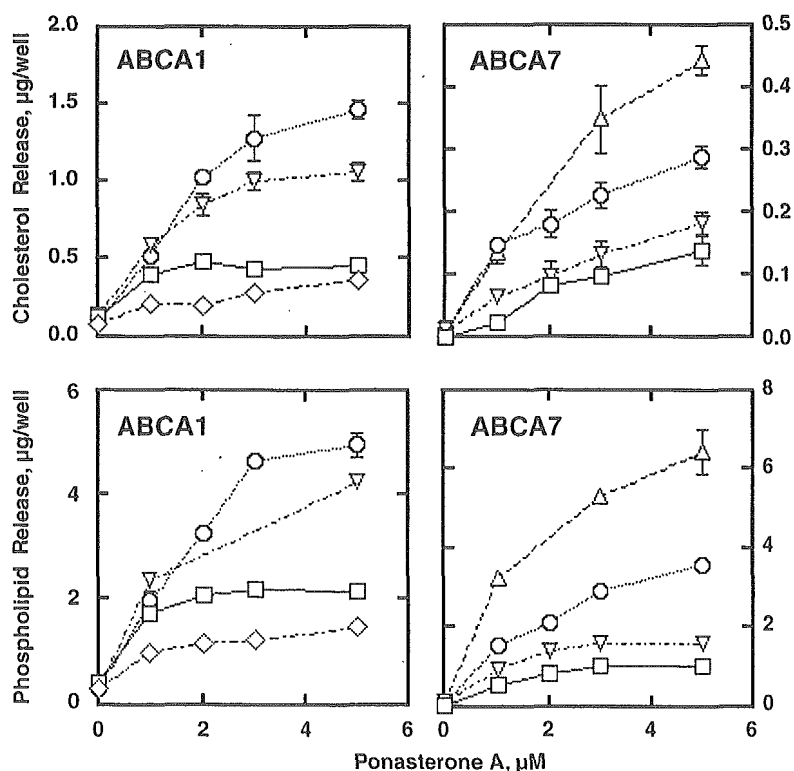 2.0
1.5
1.0
0.5
0.0
Cholesterol Release, µg/well
ABCA1
ABCA7
0.5
0.4
0.3
0.2
0.1
0.0
6
4
2
0
Phospholipid Release, µg/well
ABCA1
ABCA7
8
6
4
2
0
0 2 4 6 0 2 4 6
Ponasterone A, µM